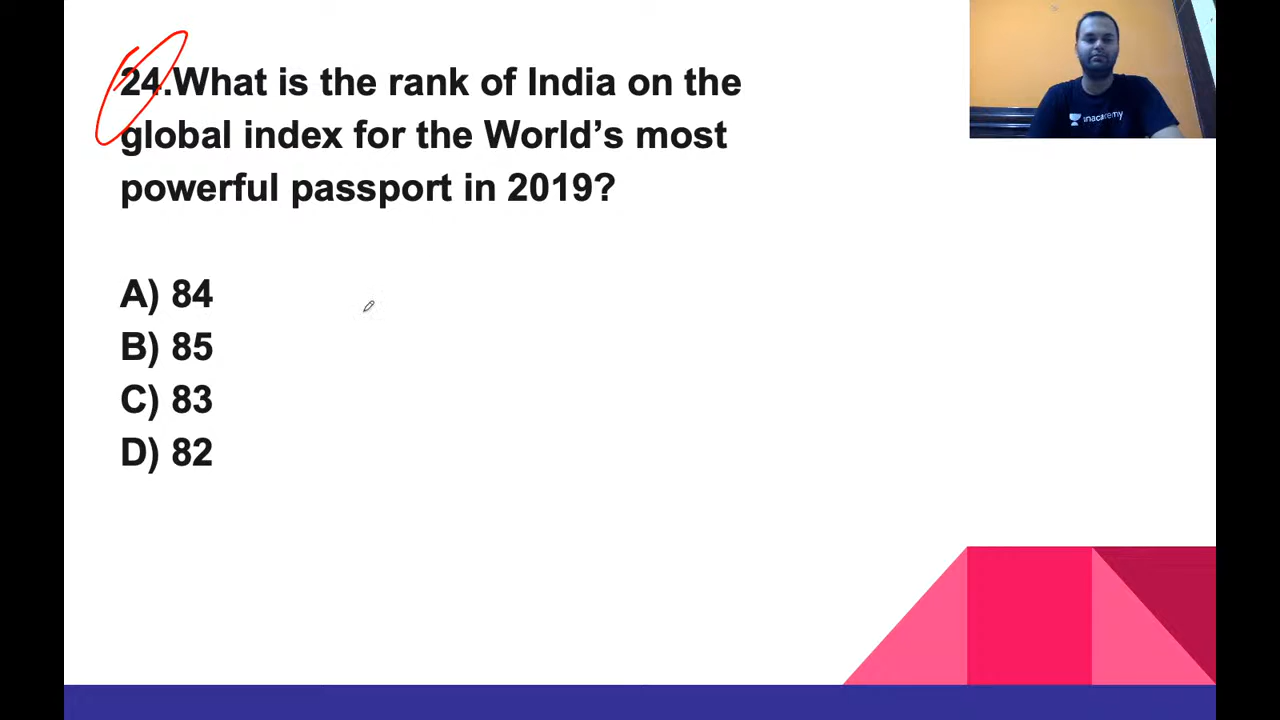 24.What is the rank of India on the
global index for the World’s most
powerful passport in 2019?
A) 84
B) 85
C) 83
D) 82